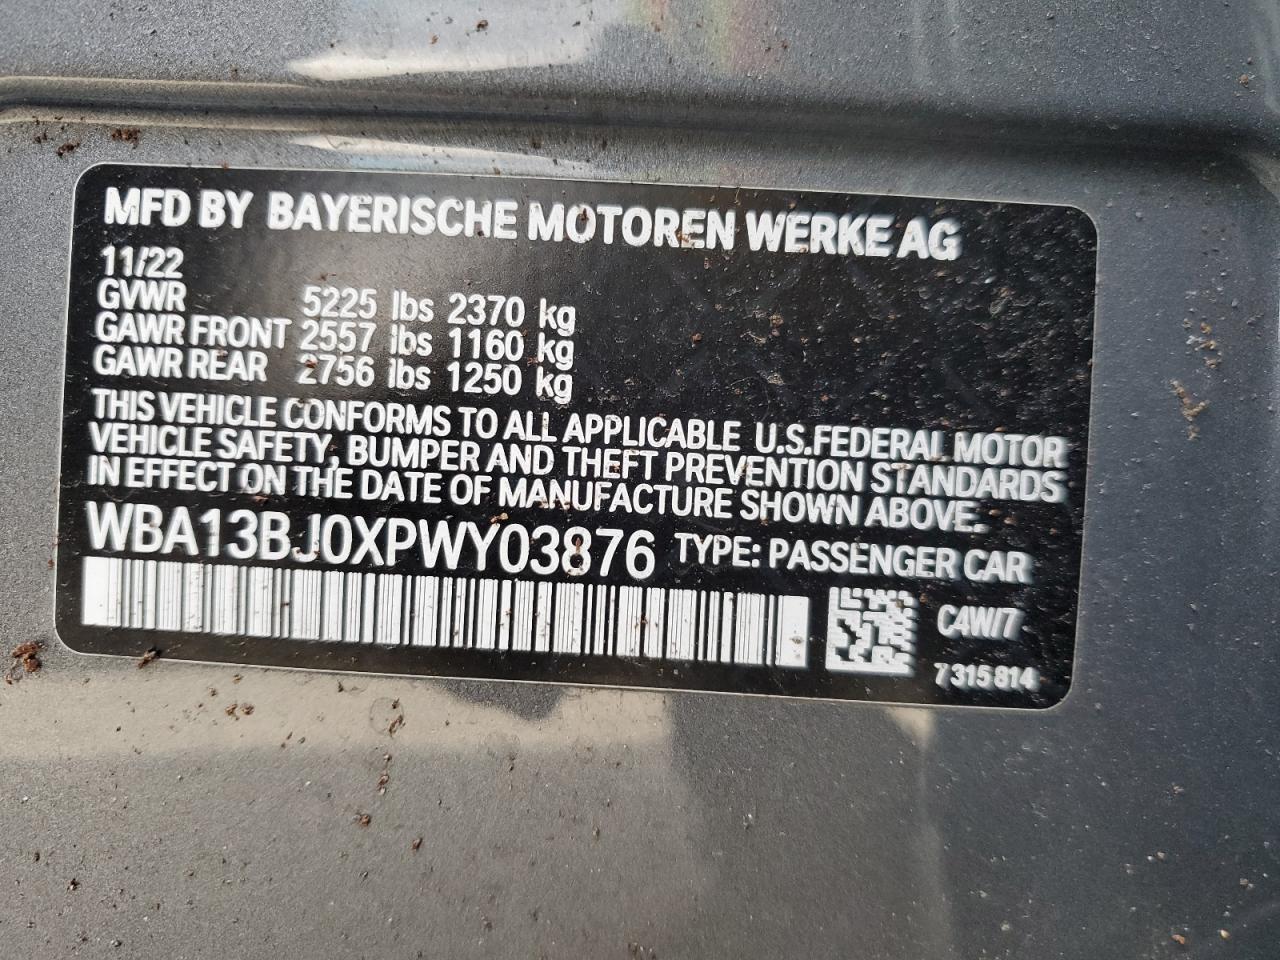 MFD BY BAYERISCHE MOTOREN WERKE AG
11/22
GVWR 5225 lbs 2370 kg
GAWR FRONT 2557 lbs 1160 kg
GAWR REAR 2756 lbs 1250 kg
THIS VEHICLE CONFORMS TO ALL APPLICABLE U.S.FEDERAL MOTOR
VEHICLE SAFETY, BUMPER AND THEFT PREVENTION STANDARDS
IN EFFECT ON THE DATE OF MANUFACTURE SHOWN ABOVE.
WBA13BJ0XPWY03876 TYPE: PASSENGER CAR
C4W/7
7 315 814